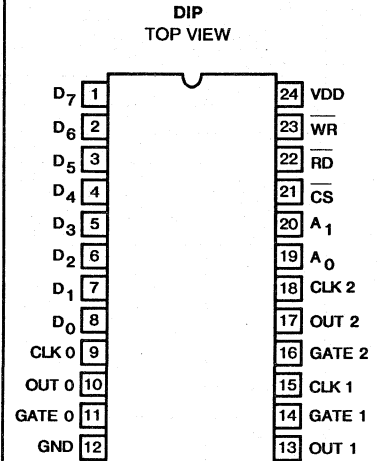 DIP
TOP VIEW
D7 1 24 VDD
D6 2 23 W̅R̅
D5 3 22 R̅D̅
D4 4 21 C̅S̅
D3 5 20 A1
D2 6 19 A0
D1 7 18 CLK 2
D0 8 17 OUT 2
CLK 0 9 16 GATE 2
OUT 0 10 15 CLK 1
GATE 0 11 14 GATE 1
GND 12 13 OUT 1